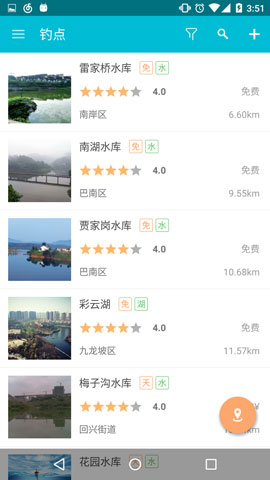 3:51
钓点
雷家桥水库 免 水
4.0 免费
南岸区 6.60km
南湖水库 免 水
4.0 免费
巴南区 9.55km
贾家岗水库 免 水
4.0 免费
巴南区 10.68km
彩云湖 免 湖
4.0 免费
九龙坡区 11.57km
梅子沟水库 天 水
4.0 ¥
回兴街道
花园水库 水